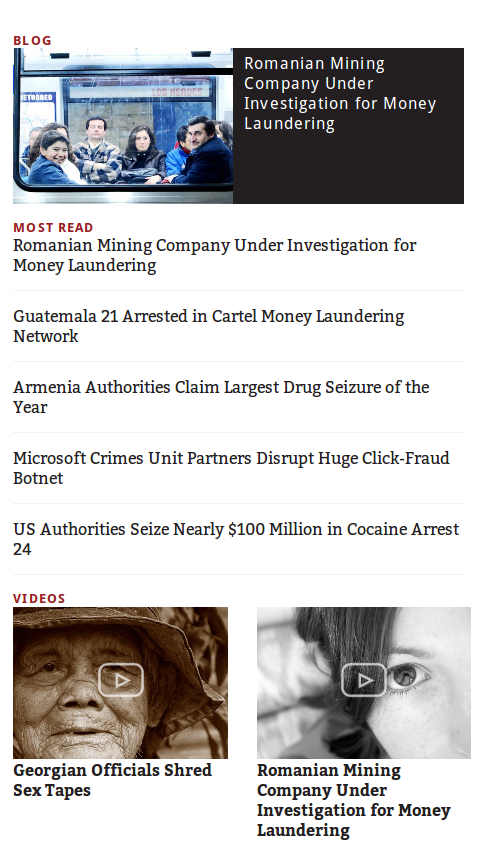 BLOG
LOS HEROES
Romanian Mining
Company Under
Investigation for Money
Laundering
MOST READ
Romanian Mining Company Under Investigation for
Money Laundering
Guatemala 21 Arrested in Cartel Money Laundering
Network
Armenia Authorities Claim Largest Drug Seizure of the
Year
Microsoft Crimes Unit Partners Disrupt Huge Click-Fraud
Botnet
US Authorities Seize Nearly $100 Million in Cocaine Arrest
24
VIDEOS
Georgian Officials Shred
Sex Tapes
Romanian Mining
Company Under
Investigation for Money
Laundering